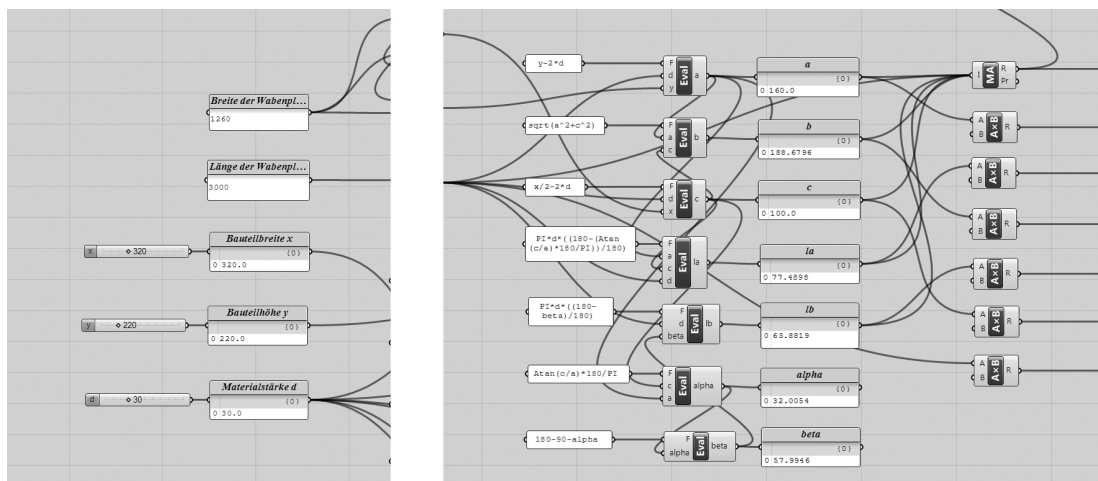 Breite der Wabenpl...
1260
Länge der Wabenpl...
3000
x
320
Bauteilbreite x
{0}
0 320.0
y
220
Bauteilhöhe y
{0}
0 220.0
d
30
Materialstärke d
{0}
0 30.0
y-2*d
F
d
y
Eval
a
a
{0}
0 160.0
sqrt(a^2+c^2)
F
a
c
Eval
b
b
{0}
0 188.6796
x/2-2*d
F
d
x
Eval
c
c
{0}
0 100.0
PI*d*((180-(Atan
(c/a)*180/PI))/180)
F
a
c
d
Eval
la
la
{0}
0 77.4898
PI*d*((180-
beta)/180)
F
d
beta
Eval
lb
lb
{0}
0 63.8819
Atan(c/a)*180/PI
F
c
a
Eval
alpha
alpha
{0}
0 32.0054
180-90-alpha
F
alpha
Eval
beta
beta
{0}
0 57.9946
I
MA
R
Pr
A
B
A×B
R
A
B
A×B
R
A
B
A×B
R
A
B
A×B
R
A
B
A×B
R
A
B
A×B
R